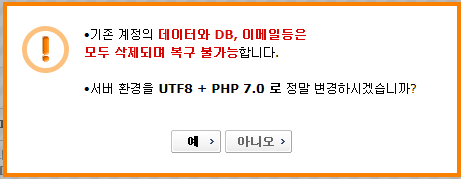 •기존 계정의 데이터와 DB, 이메일등은
모두 삭제되며 복구 불가능합니다.
•서버 환경을 UTF8 + PHP 7.0 로 정말 변경하시겠습니까?
예 >
아니오 >